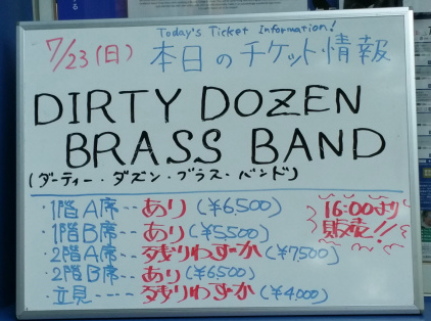 Today's Ticket Information!
7/23(日) 本日のチケット情報
DIRTY DOZEN
BRASS BAND
(ダーティー・ダズン・ブラス・バンド)
・1階A席‥あり(¥6,500)
・1階B席‥あり(¥5500)
・2階A席‥残りわずか(¥7500)
・2階B席‥あり(¥6500)
・立見‥‥残りわずか(¥4,000)
16:00より
販売!!